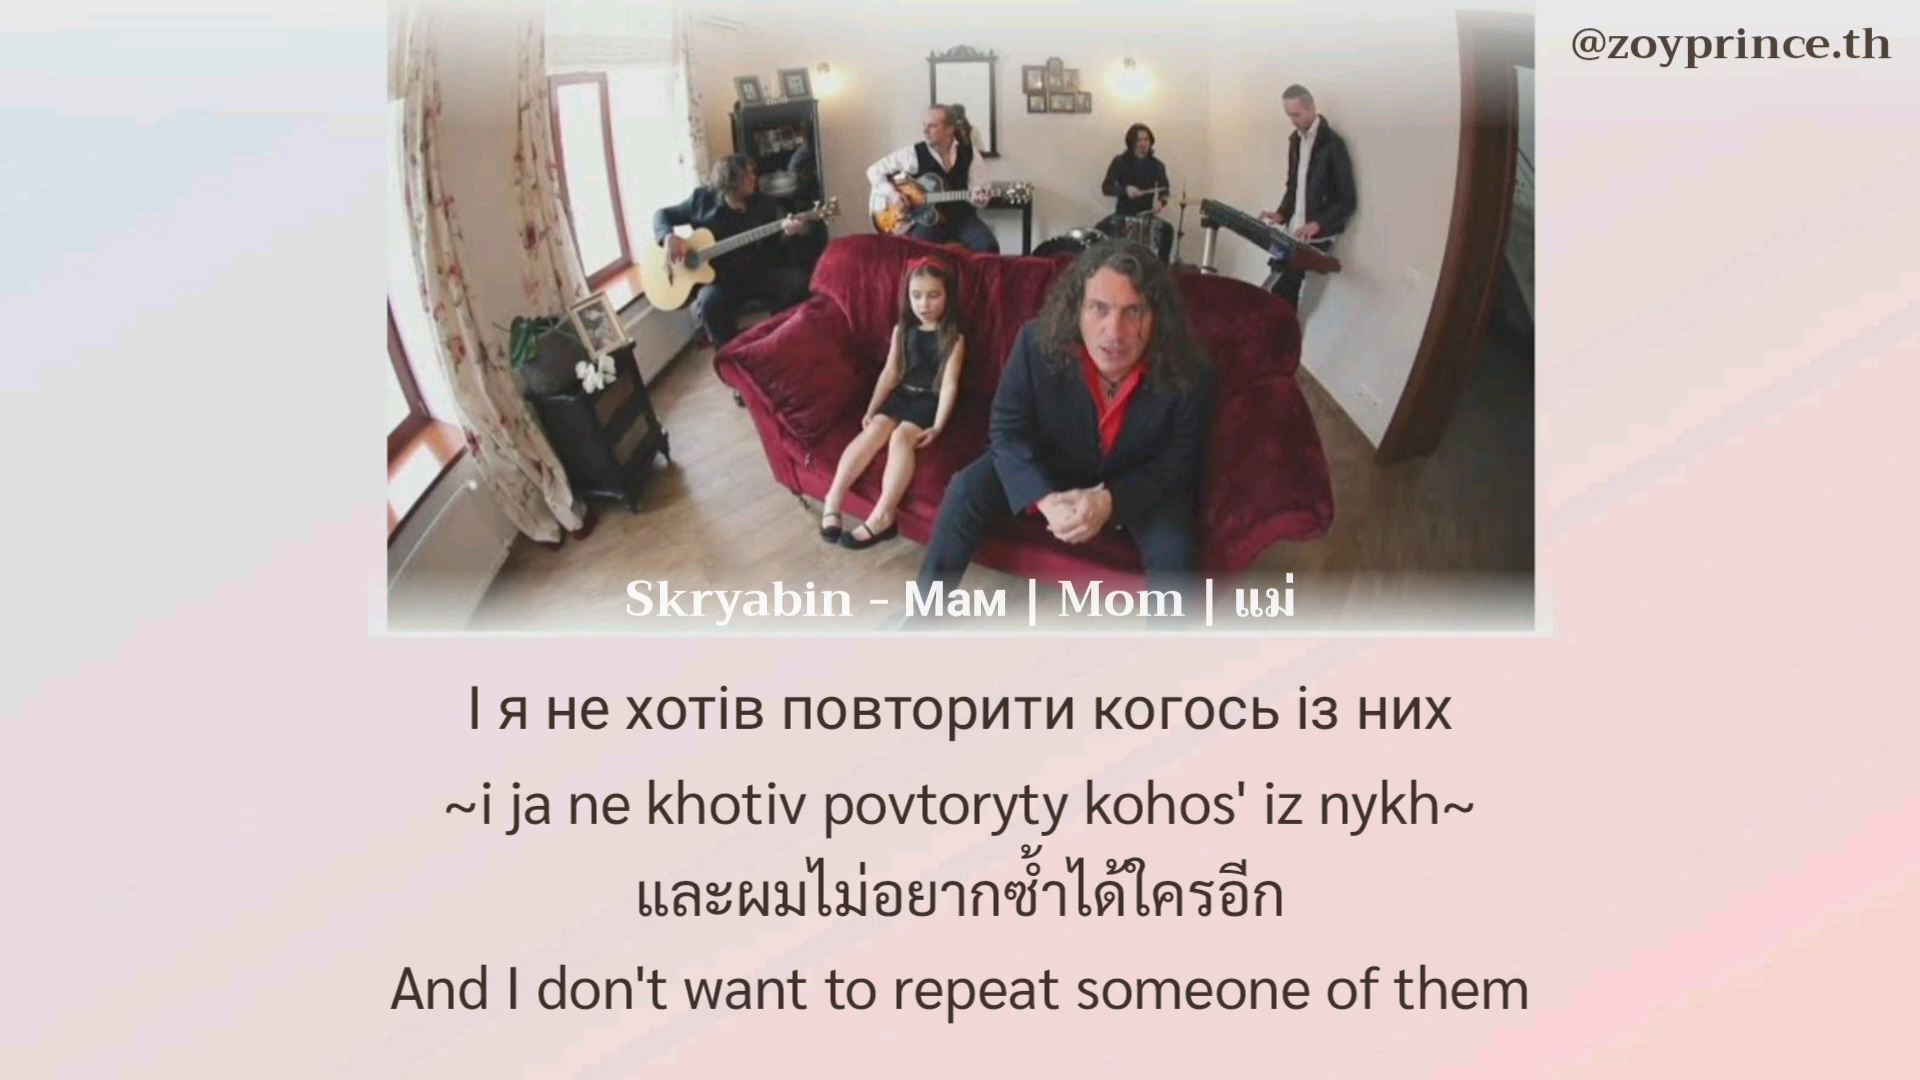 @zoyprince.th
Skryabin - Мам | Mom | แม่
І я не хотів повторити когось із них
~i ja ne khotiv povtoryty kohos' iz nykh~
และผมไม่อยากซ้ำได้ใครอีก
And I don't want to repeat someone of them